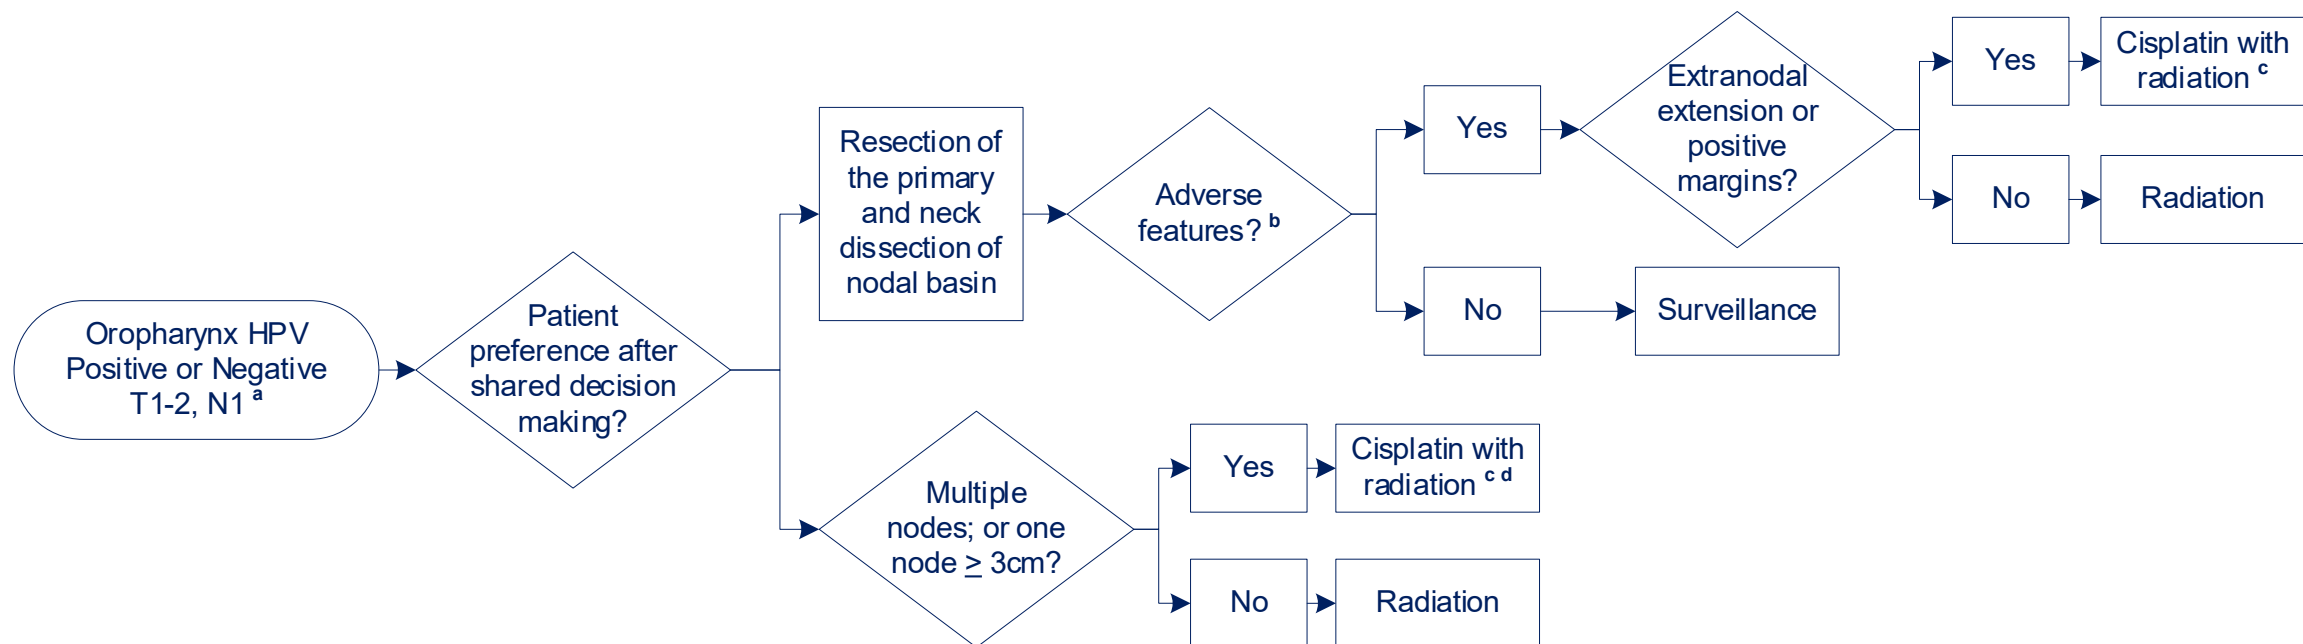 Oropharynx HPV
Positive or Negative
T1-2, N1 a
Patient
preference after
shared decision
making?
Resection of
the primary
and neck
dissection of
nodal basin
Adverse
features? b
Yes
Extranodal
extension or
positive
margins?
Yes
Cisplatin with
radiation c
No
Radiation
No
Surveillance
Multiple
nodes; or one
node ≥ 3cm?
Yes
Cisplatin with
radiation c d
No
Radiation